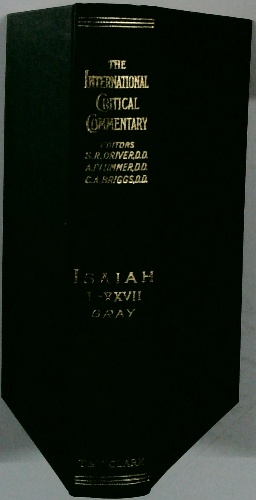 THE
INTERNATIONAL
CRITICAL
COMMENTARY
EDITORS
S.R. DRIVER, D.D.
A. PLUMMER, D.D.
C.A. BRIGGS, D.D.
ISAIAH
I-XXVII
GRAY
T. & T. CLARK